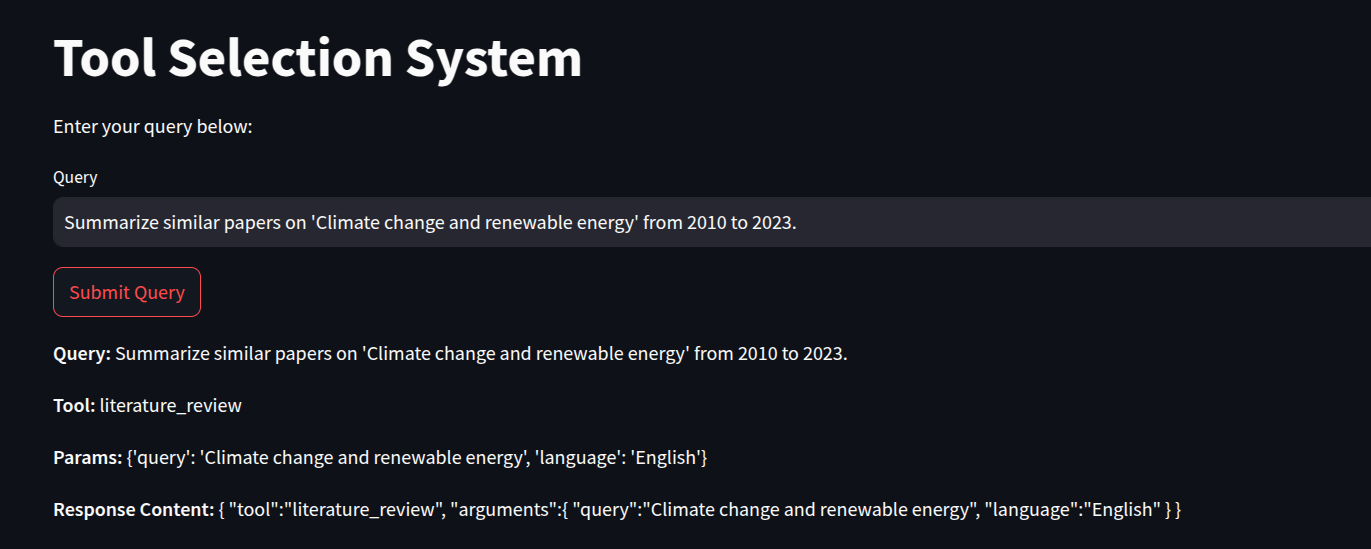 Tool Selection System
Enter your query below:
Query
Summarize similar papers on 'Climate change and renewable energy' from 2010 to 2023.
Submit Query
Query: Summarize similar papers on 'Climate change and renewable energy' from 2010 to 2023.
Tool: literature_review
Params: {'query': 'Climate change and renewable energy', 'language': 'English'}
Response Content: { "tool":"literature_review", "arguments":{ "query":"Climate change and renewable energy", "language":"English" } }